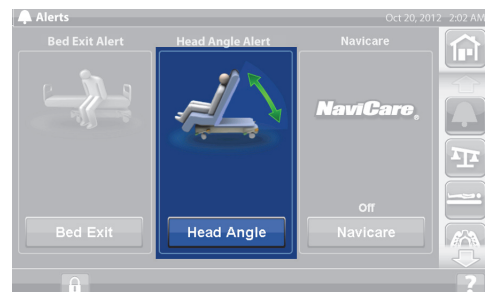 Alerts
Oct 20, 2012 2:02 AM
Bed Exit Alert
Head Angle Alert
Navicare
NaviCare®
Off
Bed Exit
Head Angle
Navicare
?